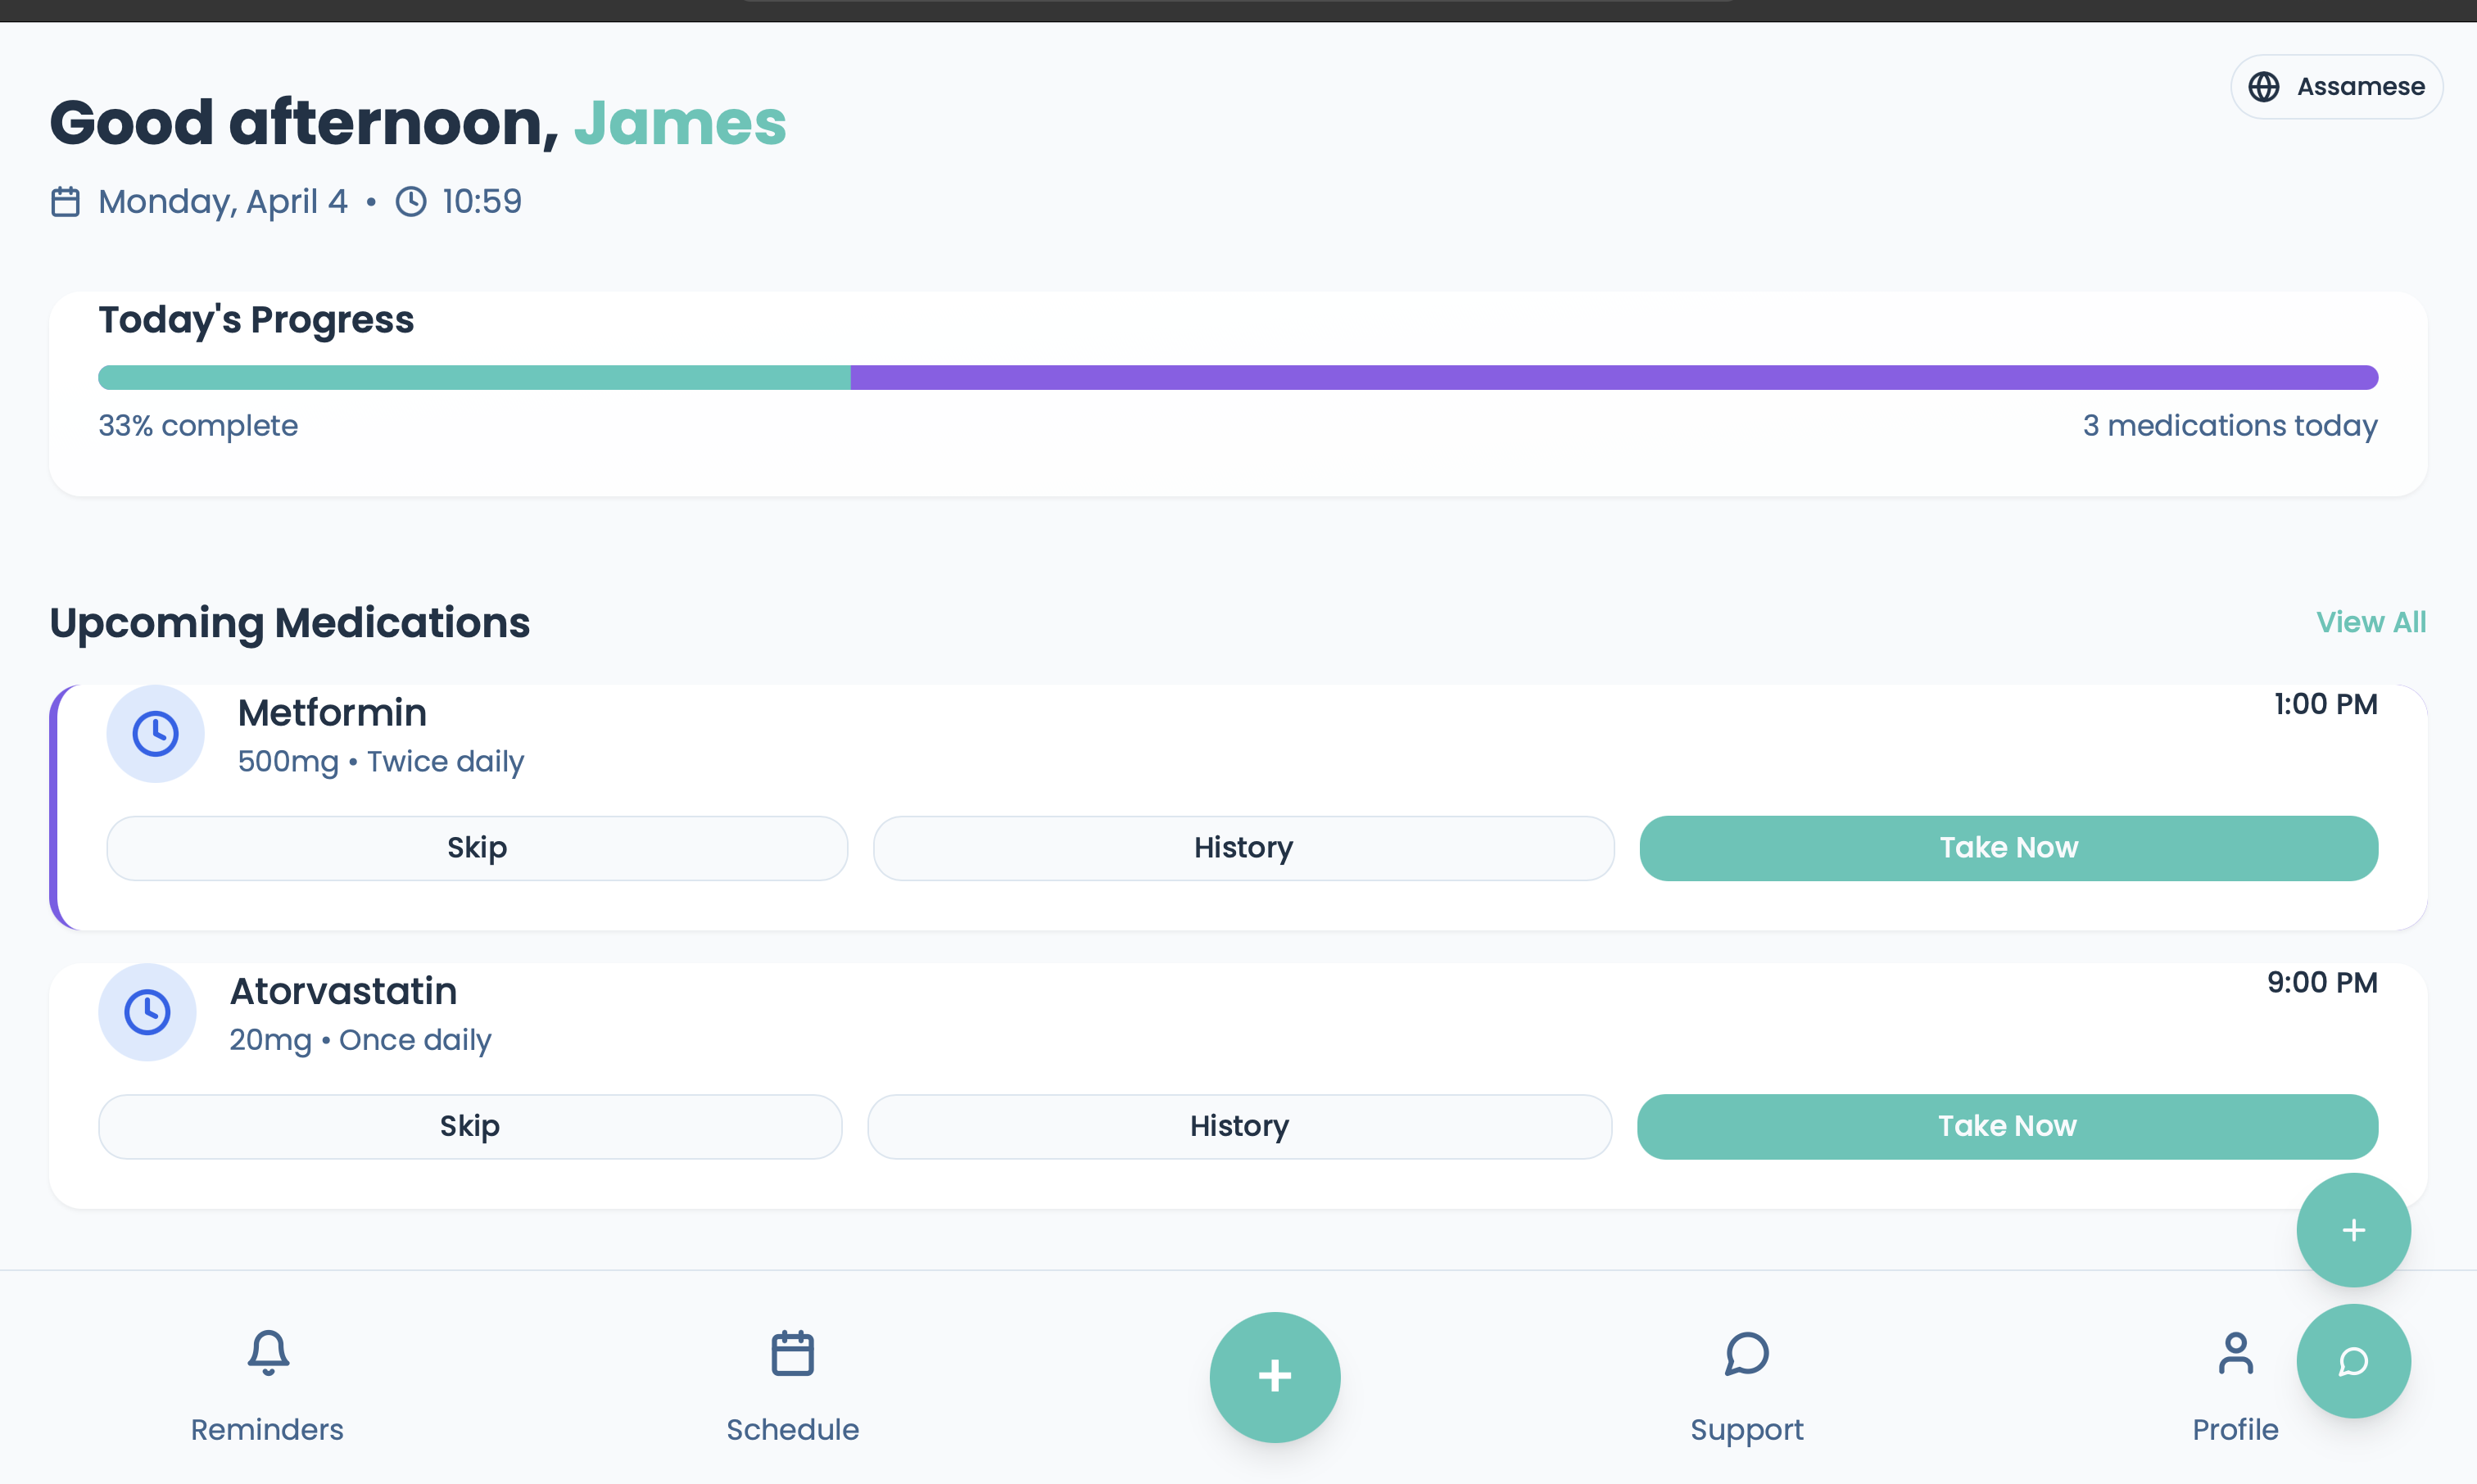 Assamese
Good afternoon, James
Monday, April 4 • 10:59
Today's Progress
33% complete
3 medications today
Upcoming Medications
View All
Metformin
1:00 PM
500mg • Twice daily
Skip
History
Take Now
Atorvastatin
9:00 PM
20mg • Once daily
Skip
History
Take Now
Reminders
Schedule
Support
Profile